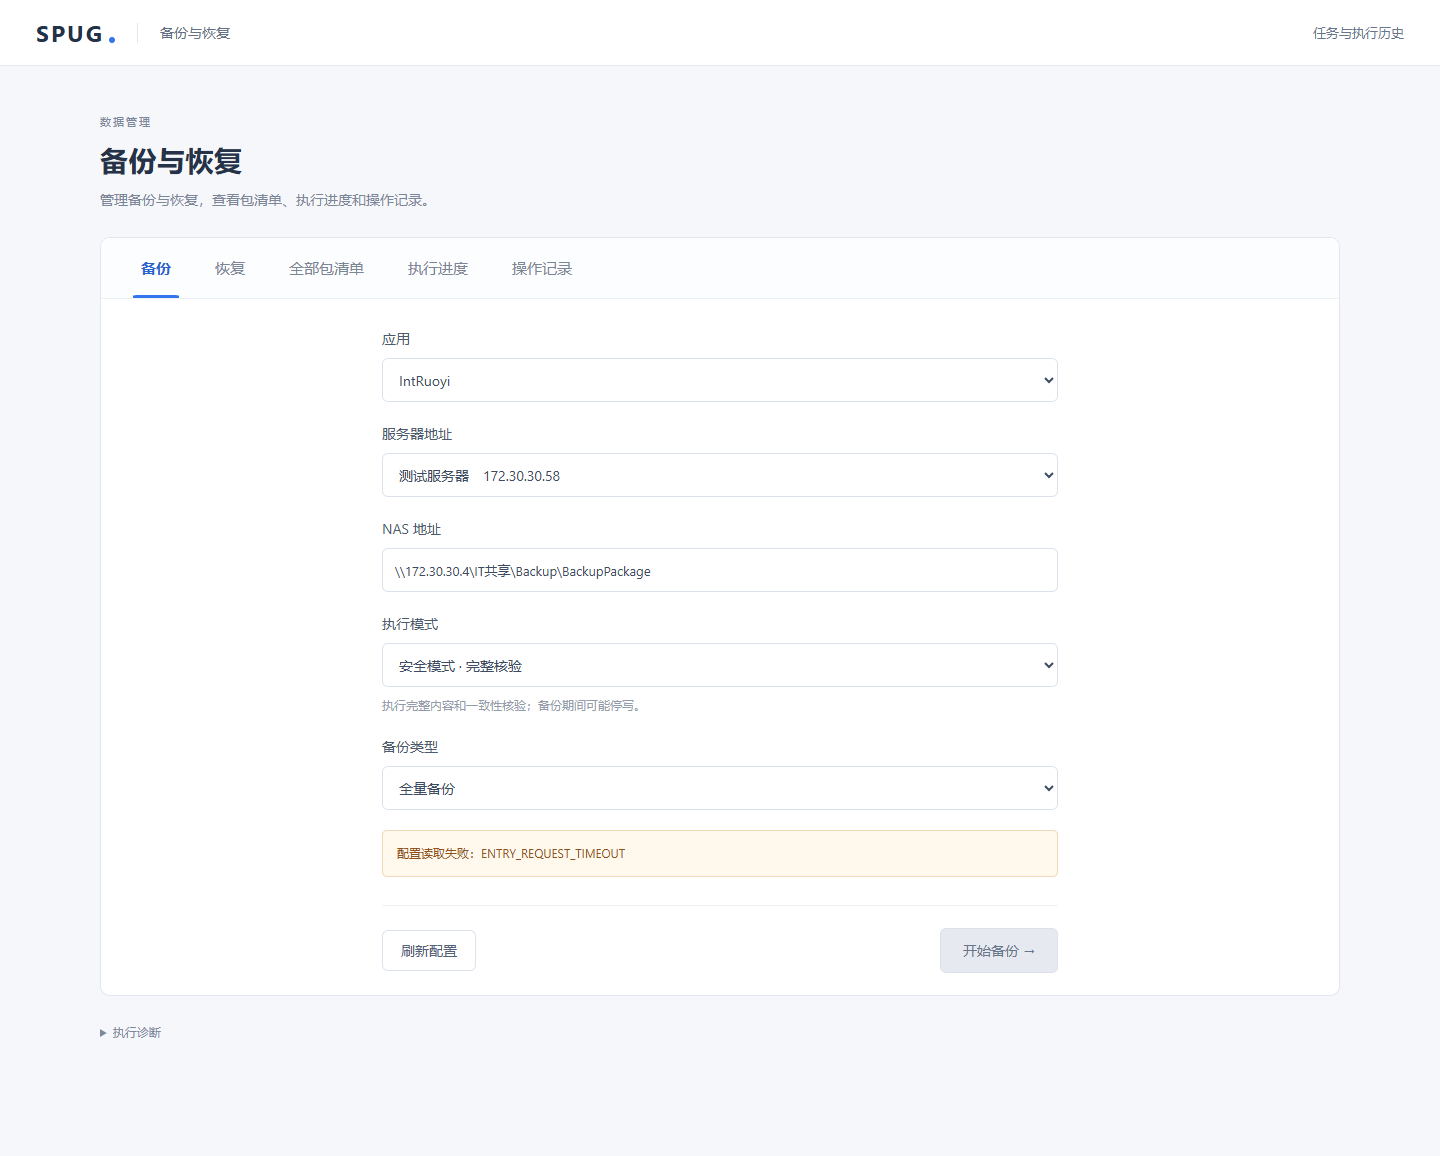 SPUG. 备份与恢复 任务与执行历史
数据管理
备份与恢复
管理备份与恢复，查看包清单、执行进度和操作记录。
备份 恢复 全部包清单 执行进度 操作记录
应用
IntRuoyi
服务器地址
测试服务器 172.30.30.58
NAS 地址
\\172.30.30.4\IT共享\Backup\BackupPackage
执行模式
安全模式 · 完整核验
执行完整内容和一致性核验；备份期间可能停写。
备份类型
全量备份
配置读取失败：ENTRY_REQUEST_TIMEOUT
刷新配置 开始备份 →
执行诊断